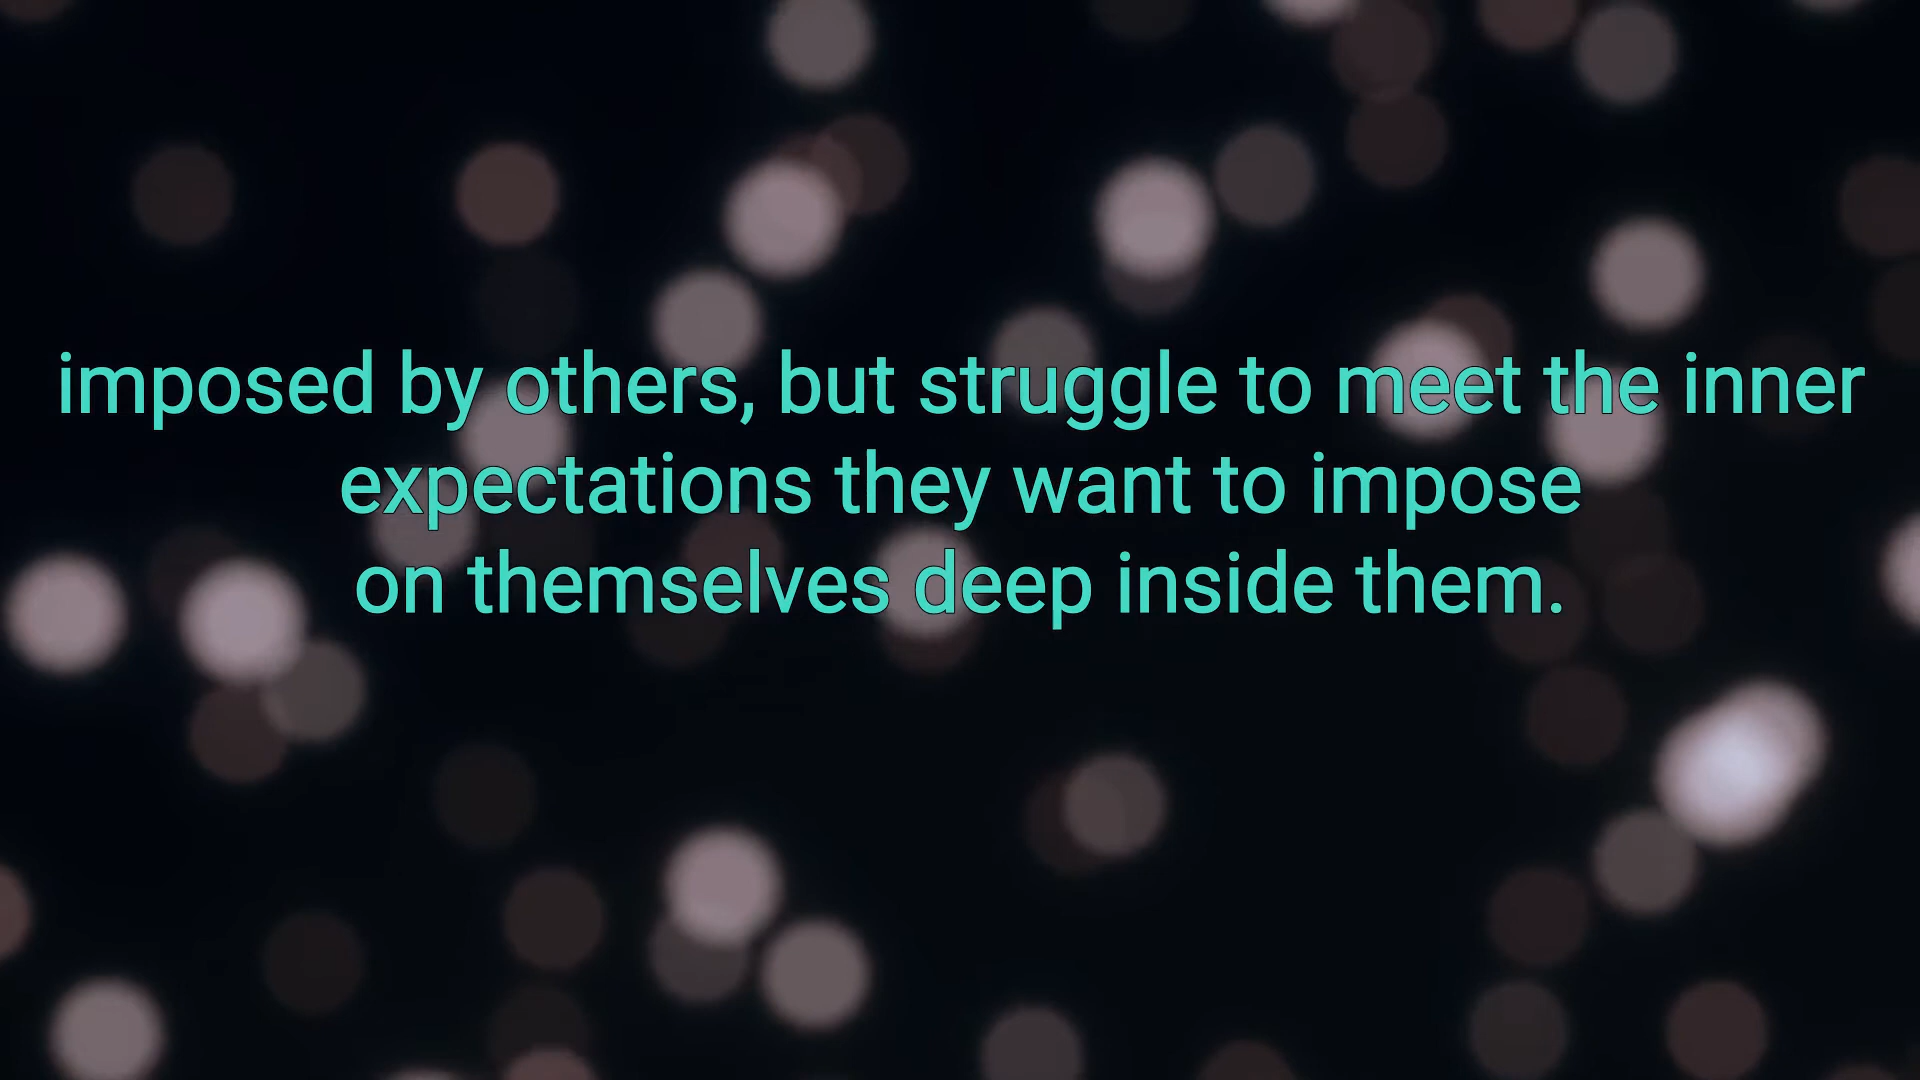 imposed by others, but struggle to meet the inner
expectations they want to impose
on themselves deep inside them.